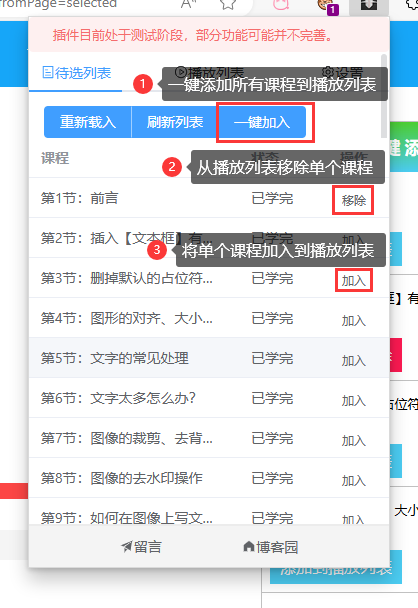 fromPage=selected
插件目前处于测试阶段，部分功能可能并不完善。
待选列表 播放列表 设置
1 一键添加所有课程到播放列表
重新载入 刷新列表 一键加入
课程 状态 操作
2 从播放列表移除单个课程
第1节：前言 已学完 移除
第2节：插入【文本框】有... 已学完 加入
3 将单个课程加入到播放列表
第3节：删掉默认的占位符... 已学完 加入
第4节：图形的对齐、大小... 已学完 加入
第5节：文字的常见处理 已学完 加入
第6节：文字太多怎么办？ 已学完 加入
第7节：图像的裁剪、去背... 已学完 加入
第8节：图像的去水印操作 已学完 加入
第9节：如何在图像上写文... 已学完 加入
留言 博客园
键添
】有
占位符
大小
添加到播放列表